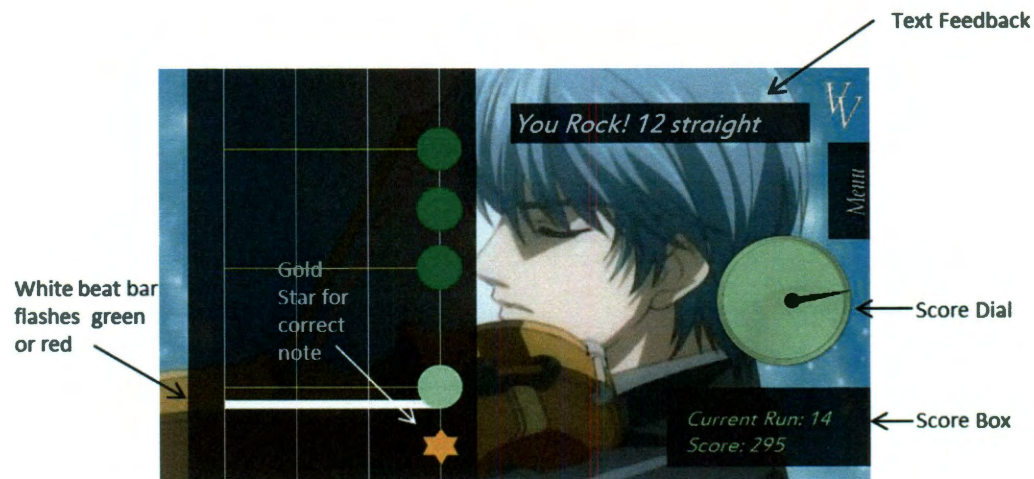 Text Feedback
You Rock! 12 straight
VV
Menu
Gold
Star for
correct
note
White beat bar
flashes green
or red
Score Dial
Current Run: 14
Score: 295
Score Box